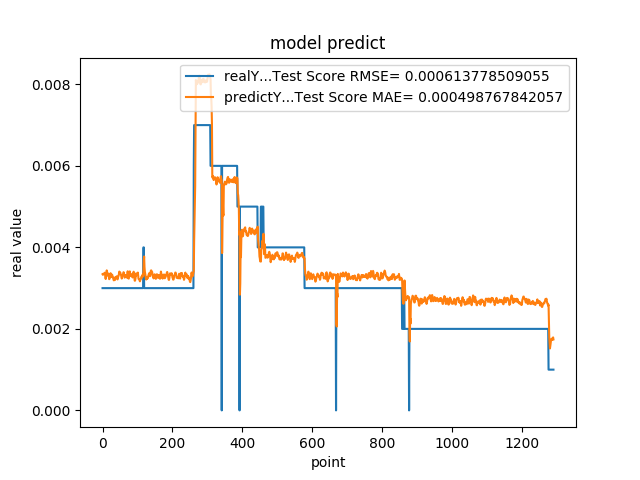 model predict
realY...Test Score RMSE= 0.000613778509055
predictY...Test Score MAE= 0.000498767842057
0.008
0.006
0.004
0.002
0.000
real value
0 200 400 600 800 1000 1200
point